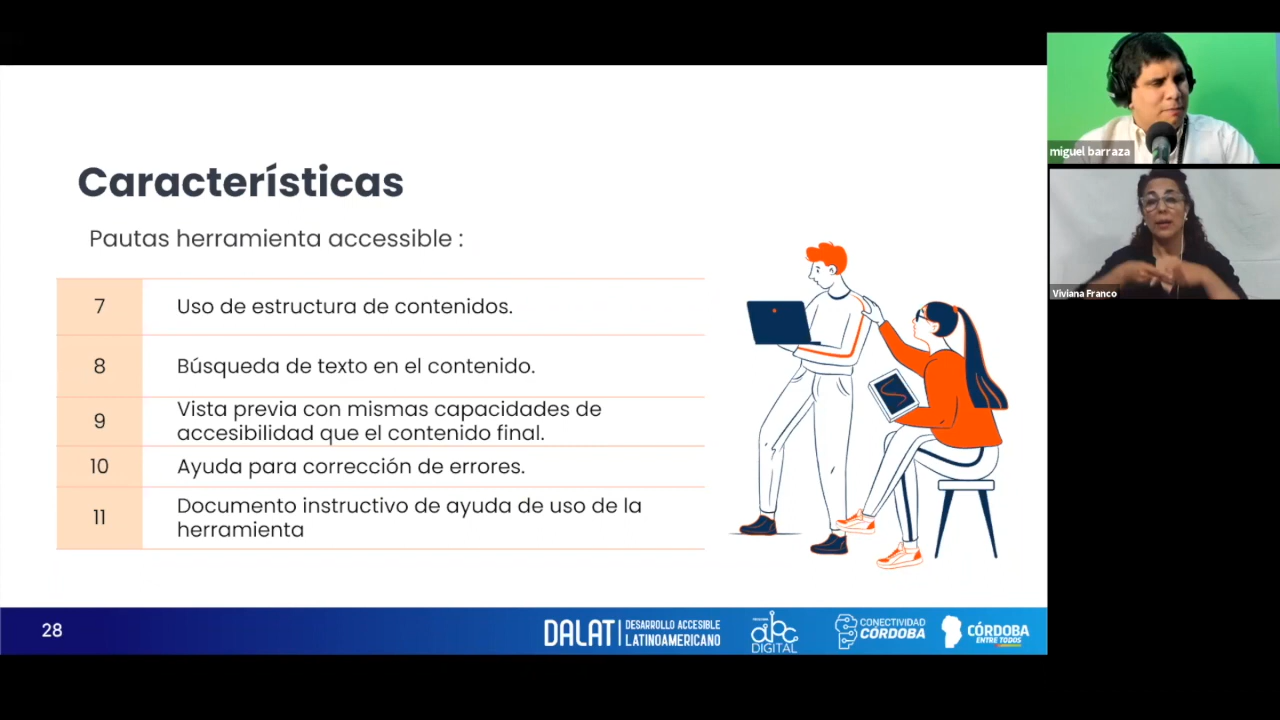 Características
Pautas herramienta accessible :
7 Uso de estructura de contenidos.
8 Búsqueda de texto en el contenido.
9 Vista previa con mismas capacidades de
accesibilidad que el contenido final.
10 Ayuda para corrección de errores.
11 Documento instructivo de ayuda de uso de la
herramienta
28
DALAT
DESARROLLO ACCESIBLE
LATINOAMERICANO
abc
DIGITAL
CONECTIVIDAD
CÓRDOBA
CÓRDOBA
ENTRE TODOS
miguel barraza
Viviana Franco